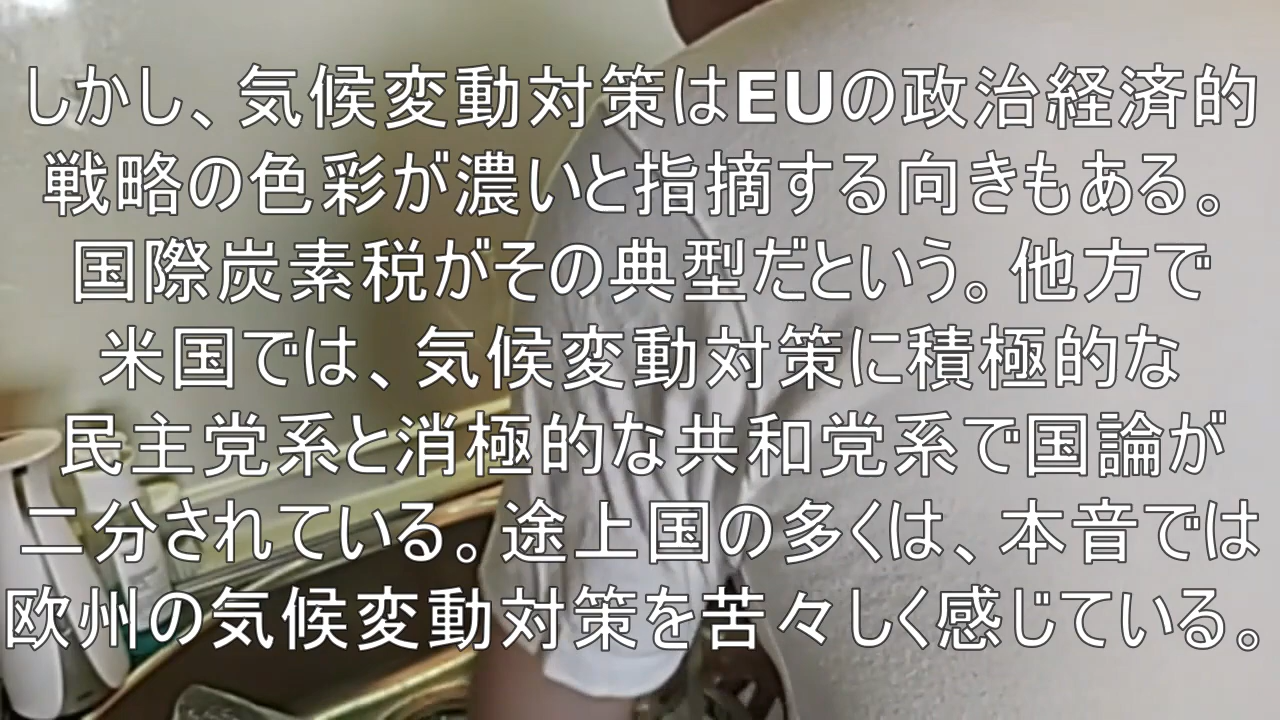 しかし、気候変動対策はEUの政治経済的
戦略の色彩が濃いと指摘する向きもある。
国際炭素税がその典型だという。他方で
米国では、気候変動対策に積極的な
民主党系と消極的な共和党系で国論が
二分されている。途上国の多くは、本音では
欧州の気候変動対策を苦々しく感じている。